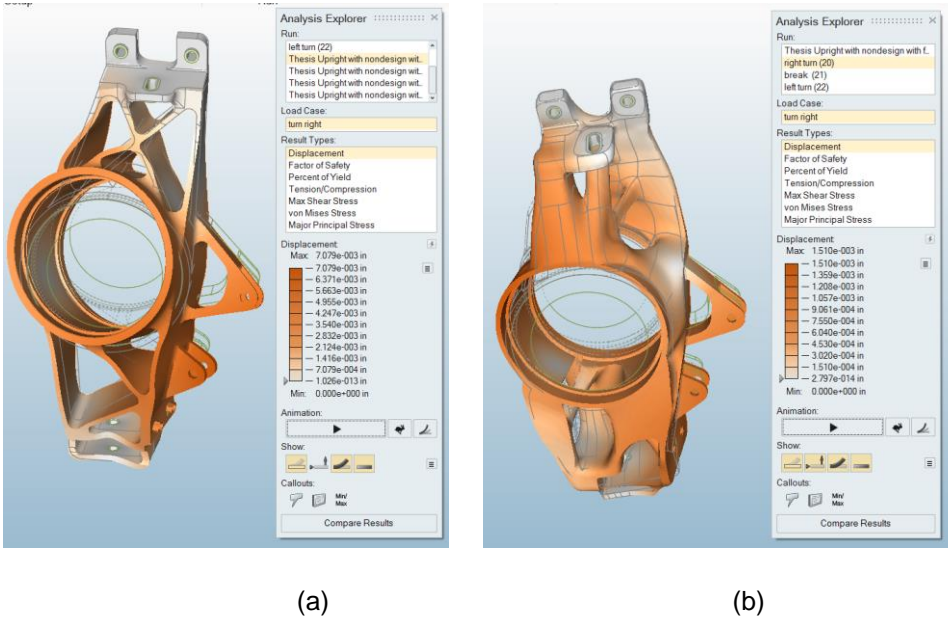 Analysis Explorer
Run:
left turn (22)
Thesis Upright with nondesign wit..
Thesis Upright with nondesign wit..
Thesis Upright with nondesign wit..
Thesis Upright with nondesign wit..
Load Case:
turn right
Result Types:
Displacement
Factor of Safety
Percent of Yield
Tension/Compression
Max Shear Stress
von Mises Stress
Major Principal Stress
Displacement:
Max: 7.079e-003 in
7.079e-003 in
6.371e-003 in
5.663e-003 in
4.955e-003 in
4.247e-003 in
3.540e-003 in
2.832e-003 in
2.124e-003 in
1.416e-003 in
7.079e-004 in
1.026e-013 in
Min: 0.000e+000 in
Animation:
Show:
Callouts:
Min/
Max
Compare Results
(a)
Analysis Explorer
Run:
Thesis Upright with nondesign with f..
right turn (20)
break (21)
left turn (22)
Load Case:
turn right
Result Types:
Displacement
Factor of Safety
Percent of Yield
Tension/Compression
Max Shear Stress
von Mises Stress
Major Principal Stress
Displacement:
Max: 1.510e-003 in
1.510e-003 in
1.359e-003 in
1.208e-003 in
1.057e-003 in
9.061e-004 in
7.550e-004 in
6.040e-004 in
4.530e-004 in
3.020e-004 in
1.510e-004 in
2.797e-014 in
Min: 0.000e+000 in
Animation:
Show:
Callouts:
Min/
Max
Compare Results
(b)